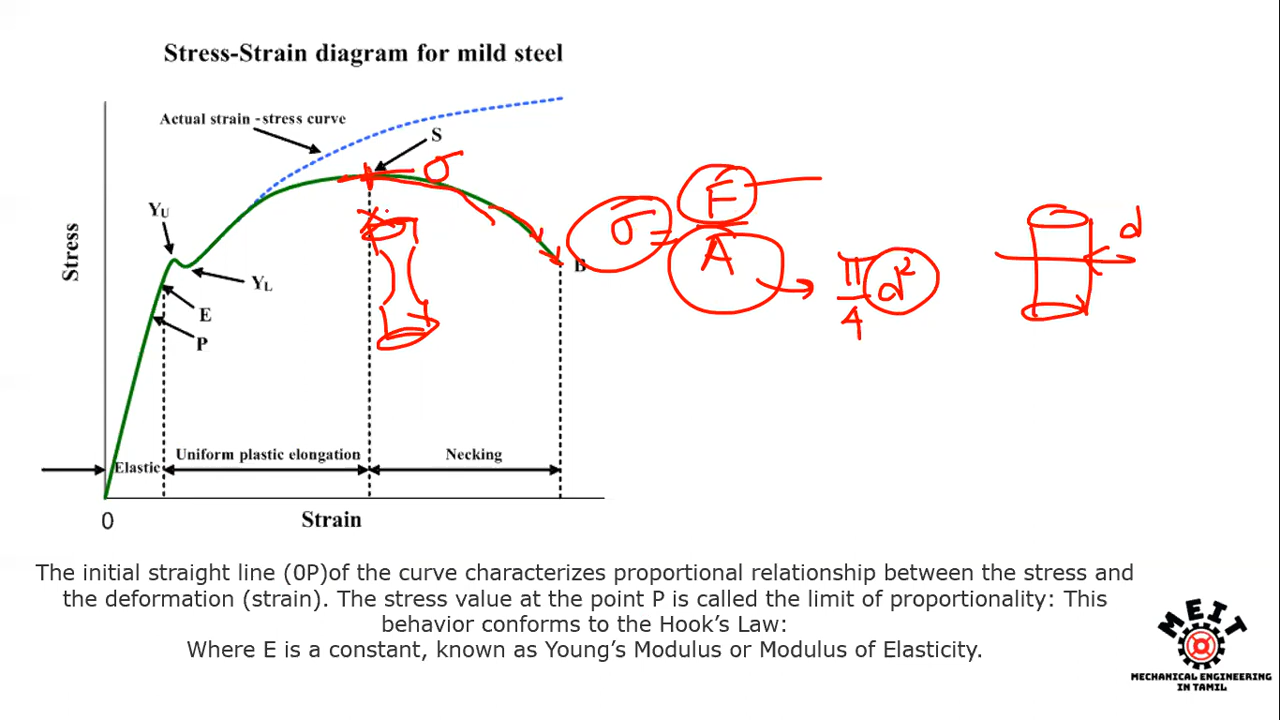 Stress-Strain diagram for mild steel
Actual strain -stress curve
S
σ
Y_U
Stress
Y_L
E
P
B
σ = F / A
π/4 d²
d
Elastic
Uniform plastic elongation
Necking
0
Strain
The initial straight line (0P)of the curve characterizes proportional relationship between the stress and
the deformation (strain). The stress value at the point P is called the limit of proportionality: This
behavior conforms to the Hook’s Law:
Where E is a constant, known as Young’s Modulus or Modulus of Elasticity.
MEIT
MECHANICAL ENGINEERING
IN TAMIL